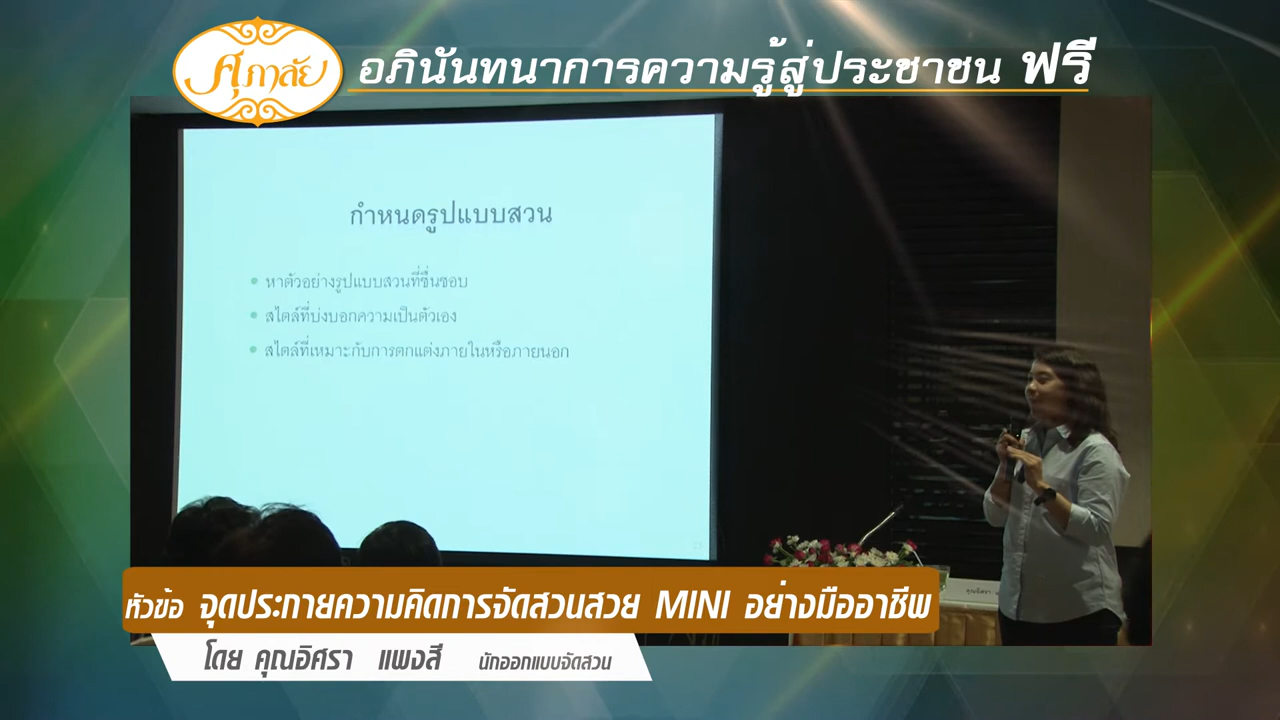 ศุภาลัย
อภินันทนาการความรู้สู่ประชาชน ฟรี
กำหนดรูปแบบสวน
• หาตัวอย่างรูปแบบสวนที่ชื่นชอบ
• สไตล์ที่บ่งบอกความเป็นตัวเอง
• สไตล์ที่เหมาะกับการตกแต่งภายในหรือภายนอก
หัวข้อ จุดประกายความคิดการจัดสวนสวย MINI อย่างมืออาชีพ
โดย คุณอิศรา แพงสี นักออกแบบจัดสวน